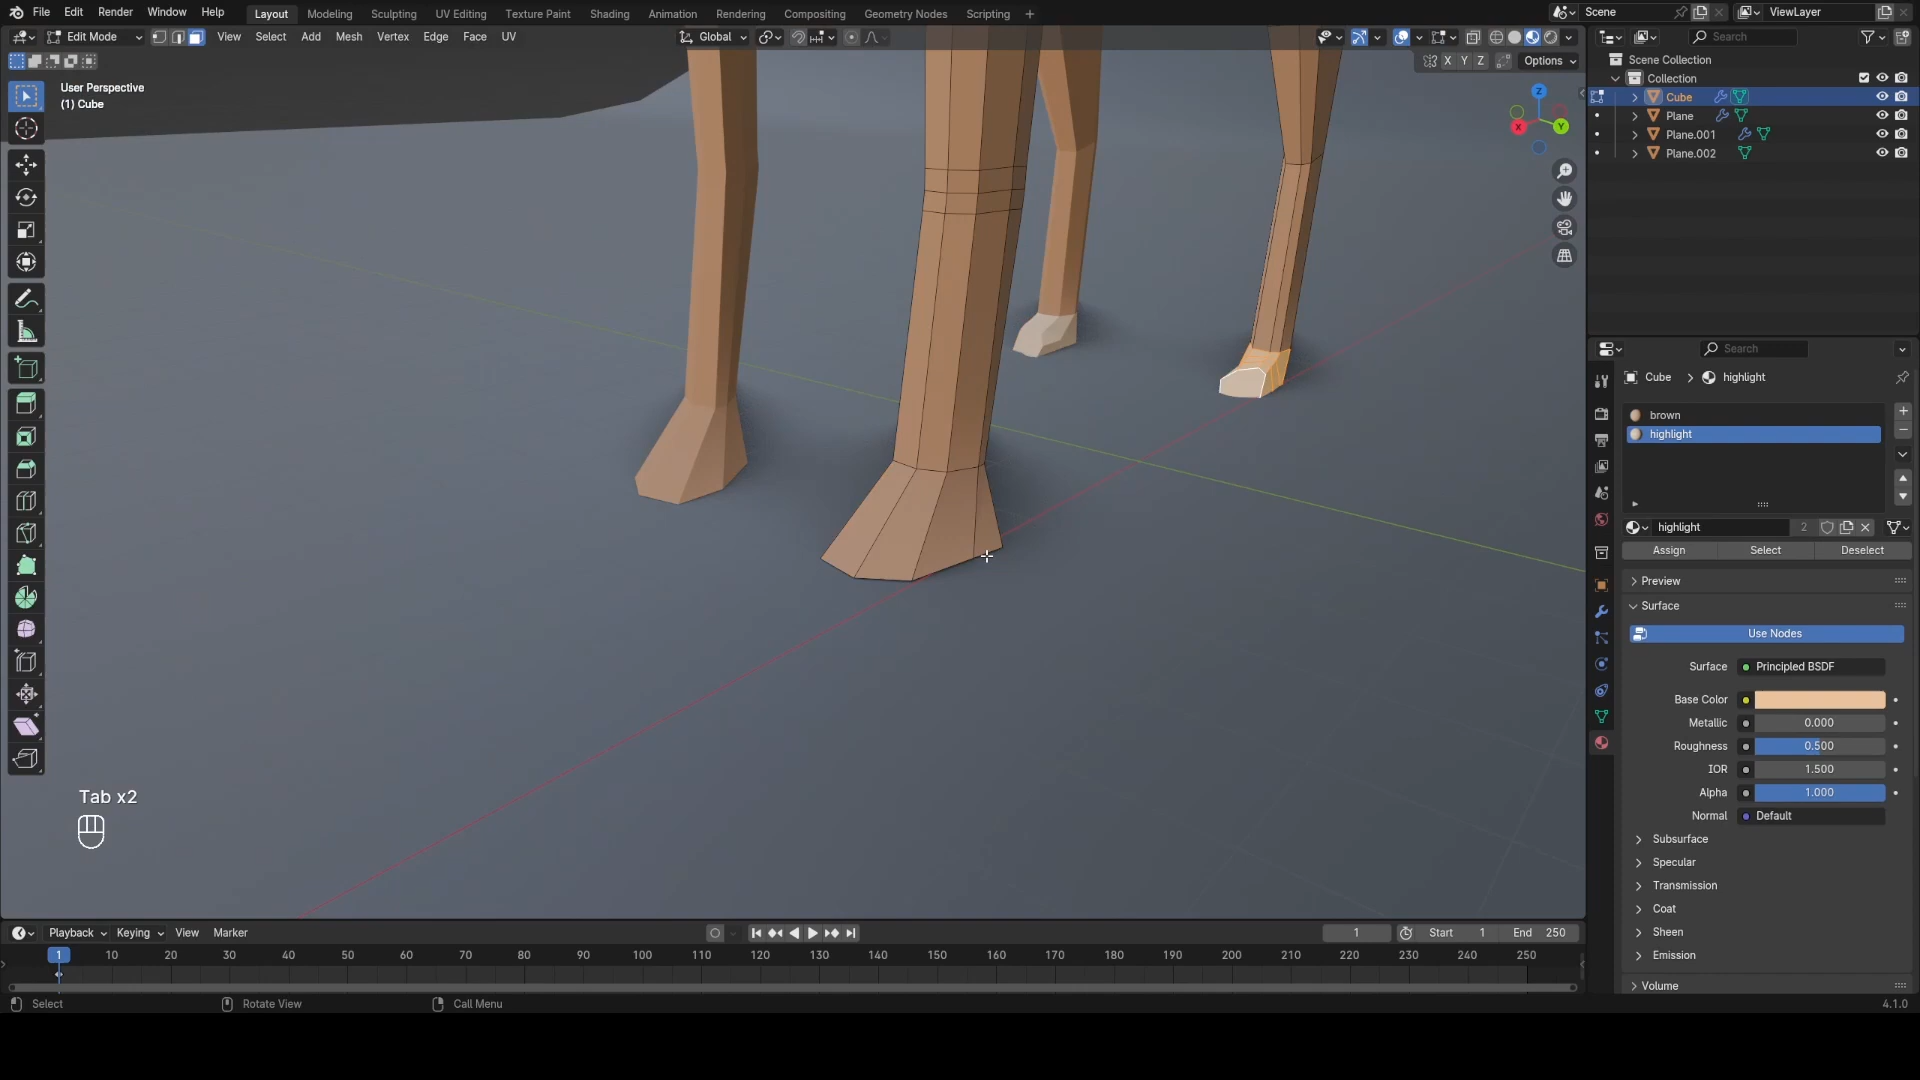 File Edit Render Window Help Layout Modeling Sculpting UV Editing Texture Paint Shading Animation Rendering Compositing Geometry Nodes Scripting + Scene ViewLayer
Edit Mode View Select Add Mesh Vertex Edge Face UV Global Search
X Y Z Options
User Perspective
(1) Cube
Scene Collection
Collection
Cube
Plane
Plane.001
Plane.002
Z
X
Y
Search
Cube > highlight
brown
highlight
highlight 2
Assign Select Deselect
Preview
Surface
Use Nodes
Surface Principled BSDF
Base Color
Metallic 0.000
Roughness 0.500
IOR 1.500
Alpha 1.000
Normal Default
Subsurface
Specular
Transmission
Coat
Sheen
Emission
Volume
Tab x2
Playback Keying View Marker 1 Start 1 End 250
1 10 20 30 40 50 60 70 80 90 100 110 120 130 140 150 160 170 180 190 200 210 220 230 240 250
Select Rotate View Call Menu 4.1.0